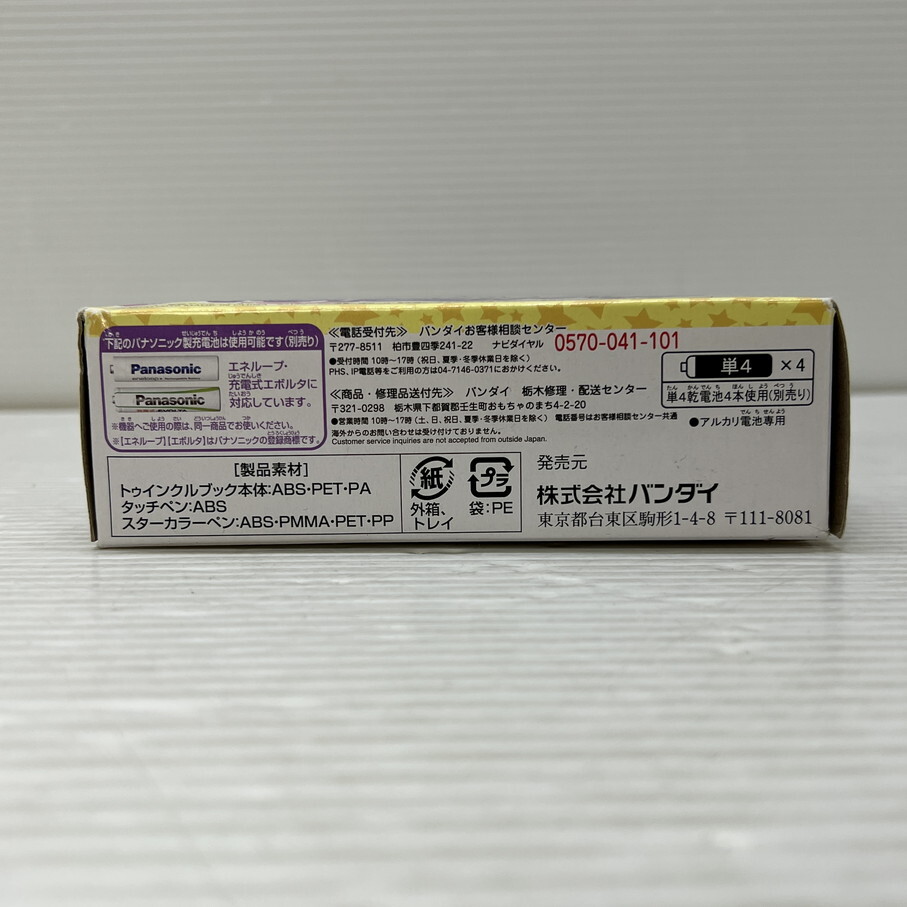 下記のパナソニック製充電池は使用可能です(別売り)
Panasonic
Panasonic
エネループ・
充電式エボルタに
対応しています。
※機器へご使用の際は、同一商品でお使いください。
※[エネループ][エボルタ]はパナソニックの登録商標です。
≪電話受付先≫ バンダイお客様相談センター
〒277-8511 柏市豊四季241-22 ナビダイヤル 0570-041-101
●受付時間 10時〜17時(祝日、夏季・冬季休業日を除く)
PHS、IP電話等をご利用の方は04-7146-0371におかけください。
≪商品・修理品送付先≫ バンダイ 栃木修理・配送センター
〒321-0298 栃木県下都賀郡壬生町おもちゃのまち4-2-20
●営業時間 10時〜17時(土、日、祝日、夏季・冬季休業日を除く) 電話番号はお客様相談センター共通
海外からのお問い合わせは受け付けておりません。
Customer service inquiries are not accepted from outside Japan.
単4 ×4
単4乾電池4本使用(別売り)
●アルカリ電池専用
[製品素材]
トゥインクルブック本体:ABS・PET・PA
タッチペン:ABS
スターカラーペン:ABS・PMMA・PET・PP
紙
外箱、
トレイ
プラ
袋:PE
発売元
株式会社バンダイ
東京都台東区駒形1-4-8 〒111-8081